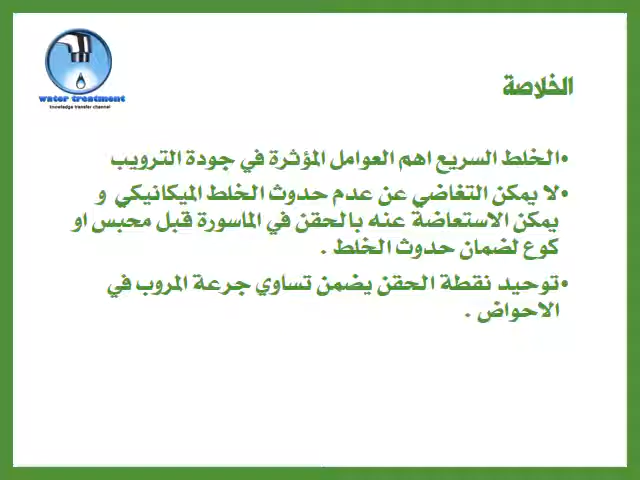 water treatment
Knowledge transfer channel
الخلاصة
•الخلط السريع اهم العوامل المؤثرة في جودة الترويب
•لا يمكن التغاضي عن عدم حدوث الخلط الميكانيكي و
يمكن الاستعاضة عنه بالحقن في الماسورة قبل محبس او
كوع لضمان حدوث الخلط .
•توحيد نقطة الحقن يضمن تساوي جرعة المروب في
الاحواض .